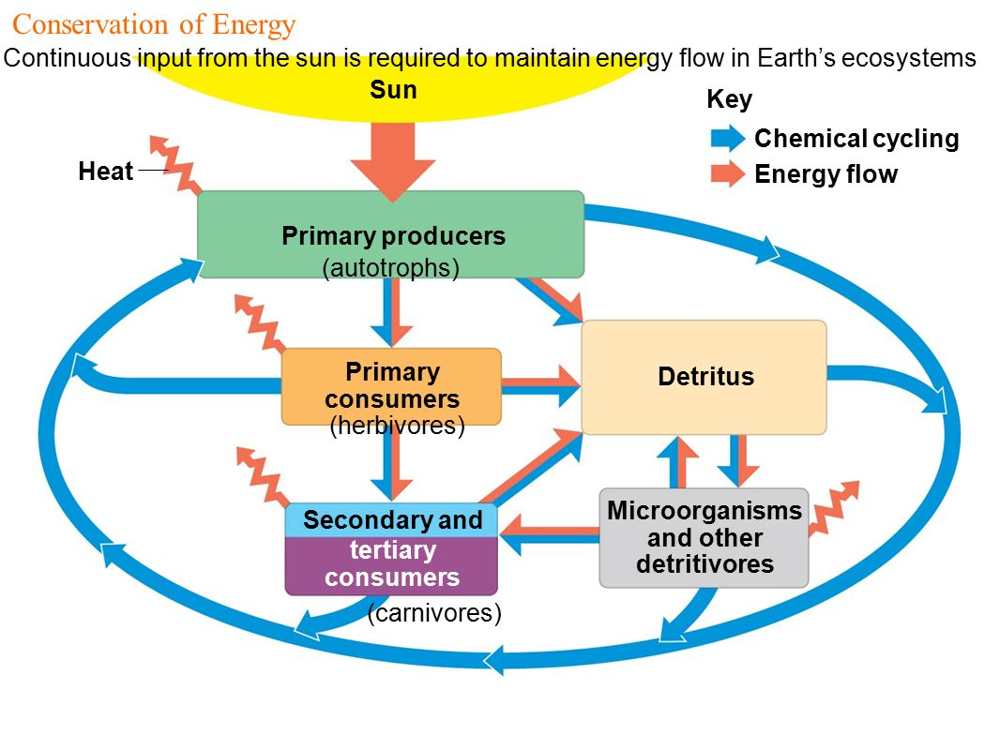 Conservation of Energy
Continuous input from the sun is required to maintain energy flow in Earth’s ecosystems
Sun
Key
Chemical cycling
Energy flow
Heat
Primary producers
(autotrophs)
Primary
consumers
(herbivores)
Detritus
Secondary and
tertiary
consumers
(carnivores)
Microorganisms
and other
detritivores